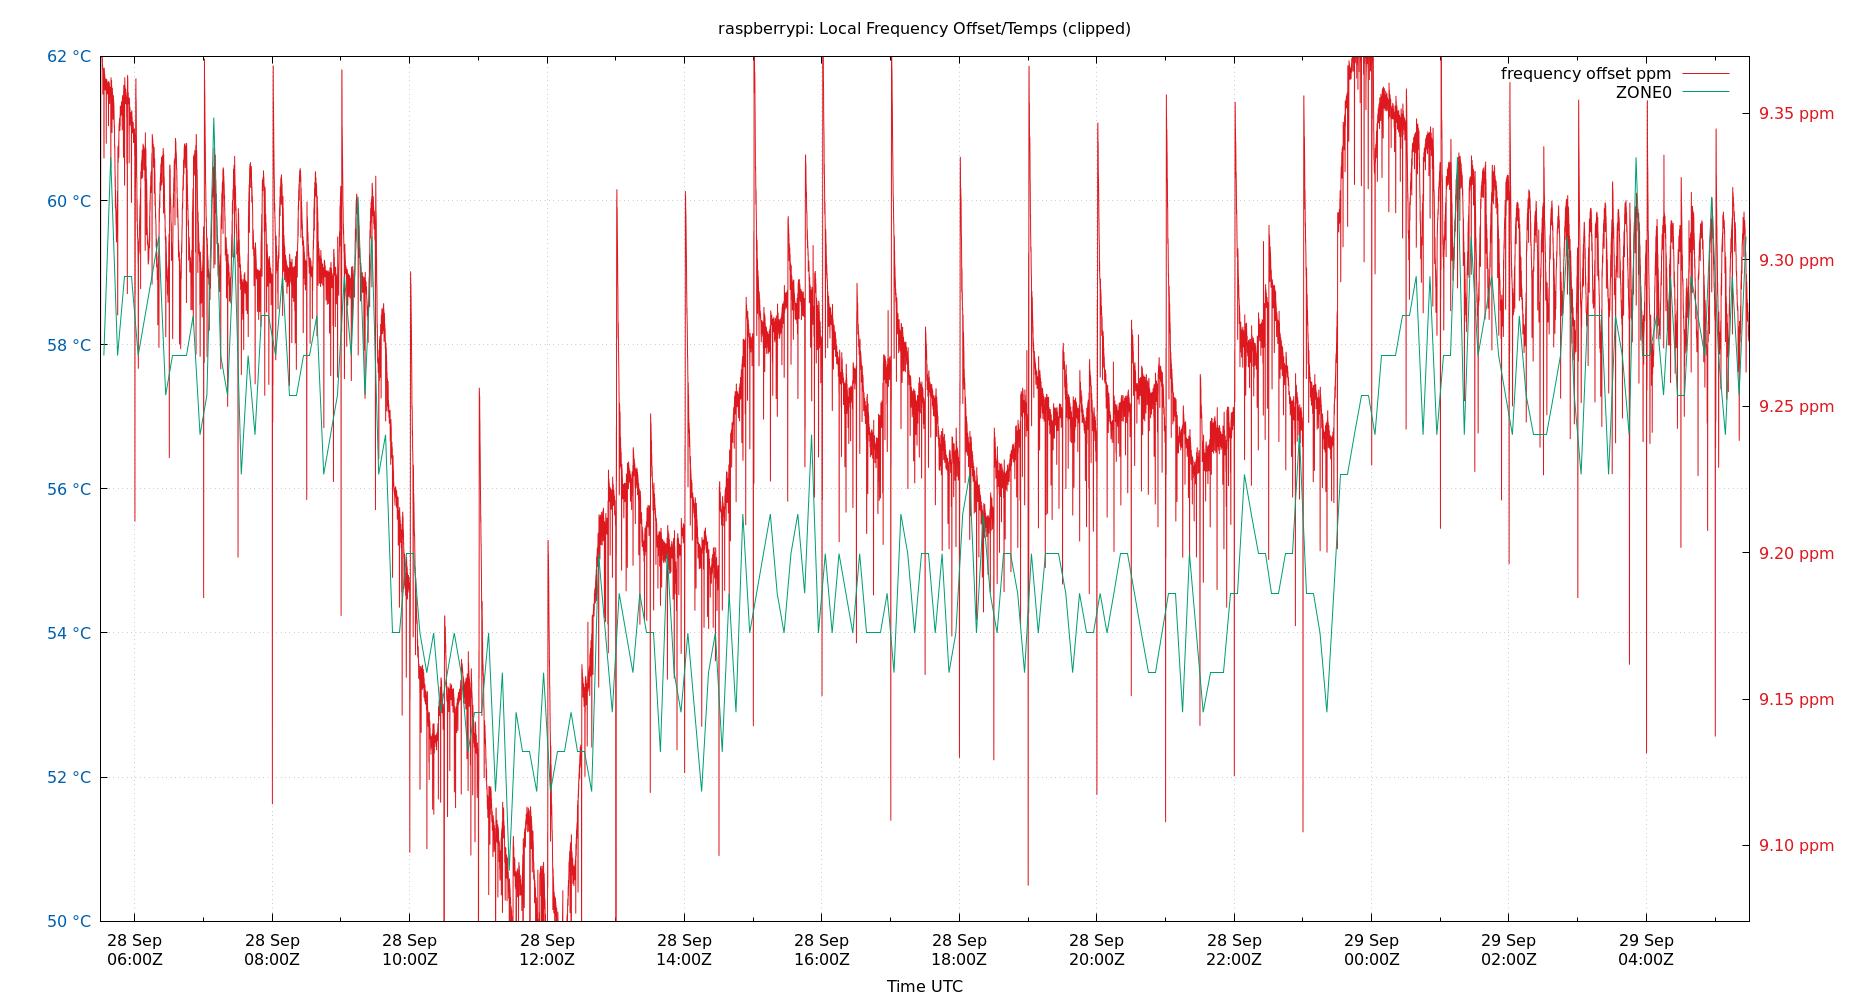 raspberrypi: Local Frequency Offset/Temps (clipped)
frequency offset ppm
ZONE0
62 °C
60 °C
58 °C
56 °C
54 °C
52 °C
50 °C
9.35 ppm
9.30 ppm
9.25 ppm
9.20 ppm
9.15 ppm
9.10 ppm
28 Sep
06:00Z
28 Sep
08:00Z
28 Sep
10:00Z
28 Sep
12:00Z
28 Sep
14:00Z
28 Sep
16:00Z
28 Sep
18:00Z
28 Sep
20:00Z
28 Sep
22:00Z
29 Sep
00:00Z
29 Sep
02:00Z
29 Sep
04:00Z
Time UTC